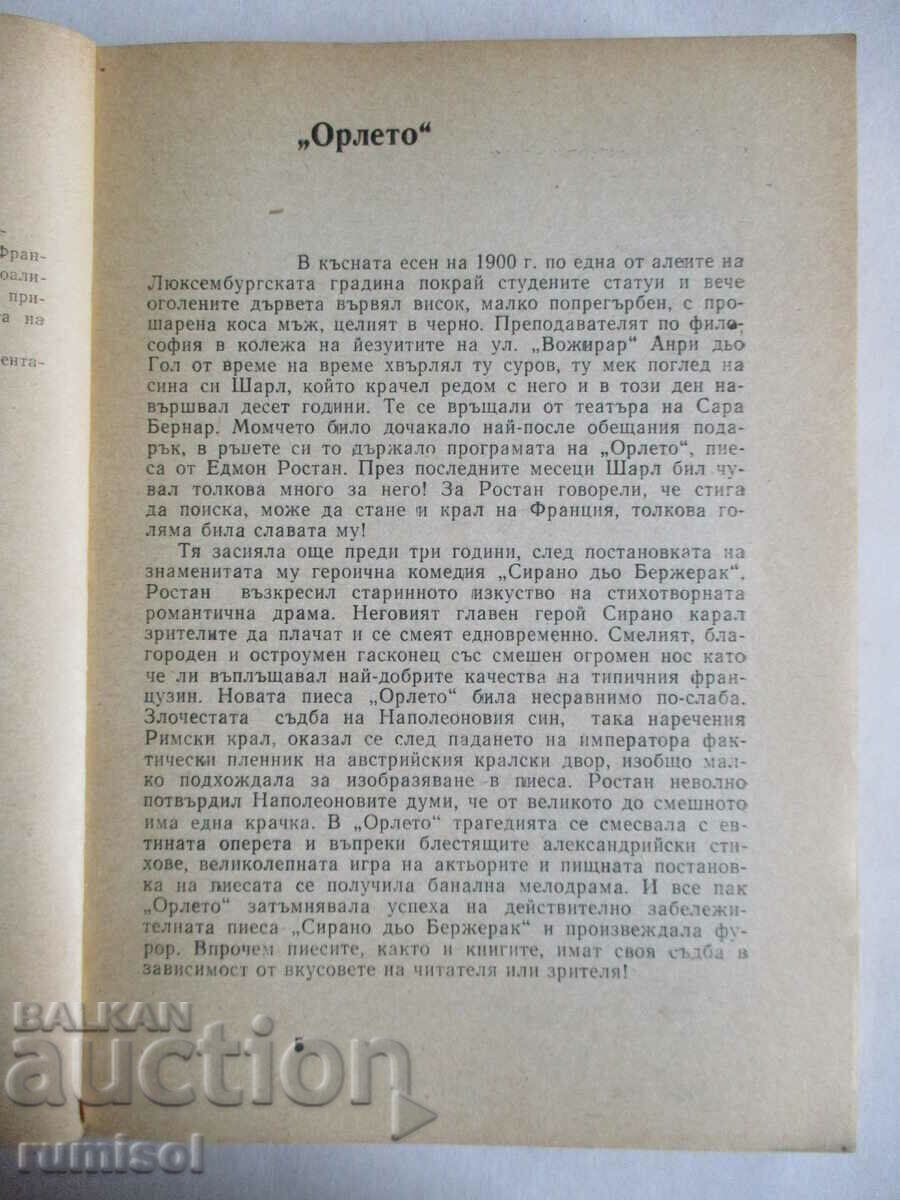 -
Фран-
оали-
при-
а на
ента-
„Орлето“
В късната есен на 1900 г. по една от алеите на
Люксембургската градина покрай студените статуи и вече
оголените дървета вървял висок, малко попрегърбен, с про-
шарена коса мъж, целият в черно. Преподавателят по фило-
софия в колежа на йезуитите на ул. „Вожирар“ Анри дьо
Гол от време на време хвърлял ту суров, ту мек поглед на
сина си Шарл, който крачел редом с него и в този ден на-
вършвал десет години. Те се връщали от театъра на Сара
Бернар. Момчето било дочакало най-после обещания пода-
рък, в ръцете си то държало програмата на „Орлето“, пие-
са от Едмон Ростан. През последните месеци Шарл бил чу-
вал толкова много за него! За Ростан говорели, че стига
да поиска, може да стане и крал на Франция, толкова го-
ляма била славата му!
Тя засияла още преди три години, след постановката на
знаменитата му героична комедия „Сирано дьо Бержерак“.
Ростан възкресил старинното изкуство на стихотворната
романтична драма. Неговият главен герой Сирано карал
зрителите да плачат и се смеят едновременно. Смелият, бла-
городен и остроумен гасконец със смешен огромен нос като
че ли въплъщавал най-добрите качества на типичния фран-
цузин. Новата пиеса „Орлето“ била несравнимо по-слаба.
Злочестата съдба на Наполеоновия син, така наречения
Римски крал, оказал се след падането на императора фак-
тически пленник на австрийския кралски двор, изобщо мал-
ко подхождала за изобразяване в пиеса. Ростан неволно
потвърдил Наполеоновите думи, че от великото до смешното
има една крачка. В „Орлето“ трагедията се смесвала с ев-
тината оперета и въпреки блестящите александрийски сти-
хове, великолепната игра на актьорите и пищната постанов-
ка на пиесата се получила банална мелодрама. И все пак
„Орлето“ затъмнявала успеха на действително забележи-
телната пиеса „Сирано дьо Бержерак“ и произвеждала фу-
рор. Впрочем пиесите, както и книгите, имат своя съдба в
зависимост от вкусовете на читателя или зрителя!
5
BALKAN
auction
rumisol